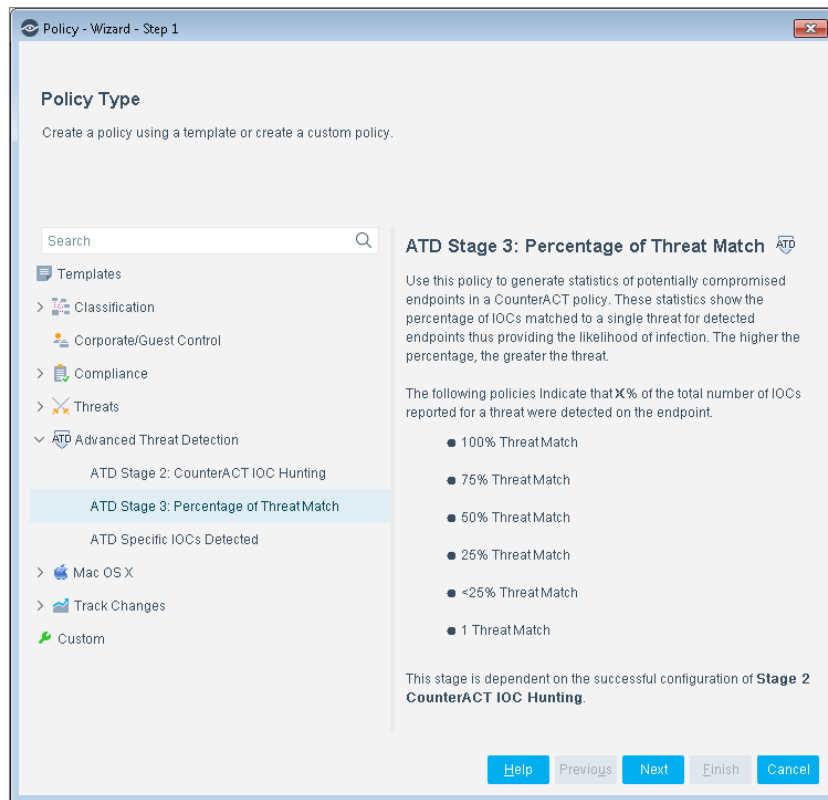 Policy - Wizard - Step 1
Policy Type
Create a policy using a template or create a custom policy.
Search
Templates
Classification
Corporate/Guest Control
Compliance
Threats
ATD Advanced Threat Detection
ATD Stage 2: CounterACT IOC Hunting
ATD Stage 3: Percentage of Threat Match
ATD Specific IOCs Detected
Mac OS X
Track Changes
Custom
ATD Stage 3: Percentage of Threat Match ATD
Use this policy to generate statistics of potentially compromised
endpoints in a CounterACT policy. These statistics show the
percentage of IOCs matched to a single threat for detected
endpoints thus providing the likelihood of infection. The higher the
percentage, the greater the threat.
The following policies Indicate that X% of the total number of IOCs
reported for a threat were detected on the endpoint.
100% Threat Match
75% Threat Match
50% Threat Match
25% Threat Match
<25% Threat Match
1 Threat Match
This stage is dependent on the successful configuration of Stage 2
CounterACT IOC Hunting.
Help Previous Next Finish Cancel